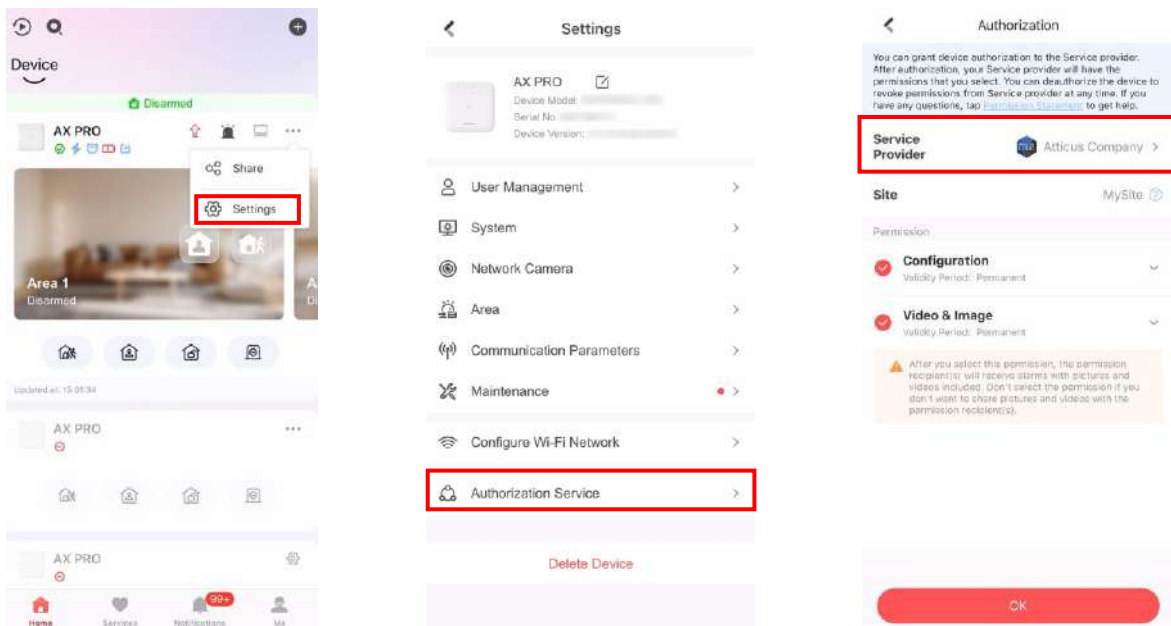 Device
Disarmed
AX PRO
Share
Settings
Area 1
Disarmed
A
Di
Updated at: 15:01:34
AX PRO
AX PRO
Home
Services
99+
Notifications
Me
Settings
AX PRO
Device Model:
Serial No.
Device Version:
User Management
System
Network Camera
Area
Communication Parameters
Maintenance
Configure Wi-Fi Network
Authorization Service
Delete Device
Authorization
You can grant device authorization to the Service provider.
After authorization, your Service provider will have the
permissions that you select. You can deauthorize the device to
revoke permissions from Service provider at any time. If you
have any questions, tap Permission Statement to get help.
Service
Provider
Atticus Company
Site
MySite
Permission
Configuration
Validity Period: Permanent
Video & Image
Validity Period: Permanent
After you select this permission, the permission
recipient(s) will receive alarms with pictures and
videos included. Don't select the permission if you
don't want to share pictures and videos with the
permission recipient(s).
OK